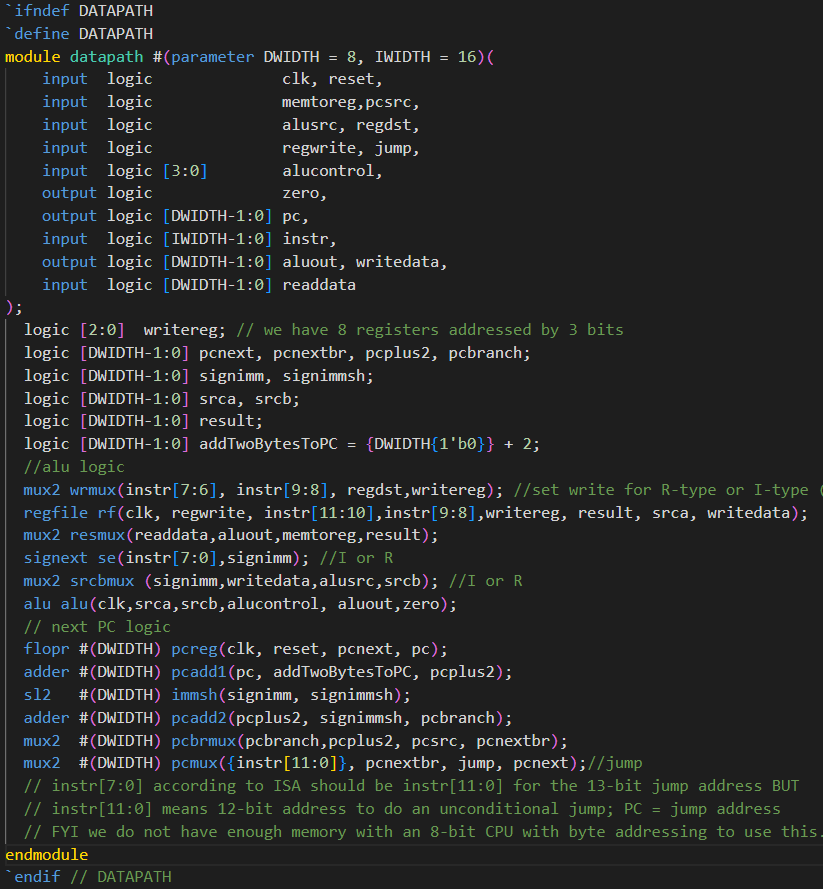 `ifndef DATAPATH
`define DATAPATH
module datapath #(parameter DWIDTH = 8, IWIDTH = 16)(
    input  logic              clk, reset,
    input  logic              memtoreg,pcsrc,
    input  logic              alusrc, regdst,
    input  logic              regwrite, jump,
    input  logic [3:0]        alucontrol,
    output logic              zero,
    output logic [DWIDTH-1:0] pc,
    input  logic [IWIDTH-1:0] instr,
    output logic [DWIDTH-1:0] aluout, writedata,
    input  logic [DWIDTH-1:0] readdata
);
  logic [2:0]  writereg; // we have 8 registers addressed by 3 bits
  logic [DWIDTH-1:0] pcnext, pcnextbr, pcplus2, pcbranch;
  logic [DWIDTH-1:0] signimm, signimmsh;
  logic [DWIDTH-1:0] srca, srcb;
  logic [DWIDTH-1:0] result;
  logic [DWIDTH-1:0] addTwoBytesToPC = {DWIDTH{1'b0}} + 2;
  //alu logic
  mux2 wrmux(instr[7:6], instr[9:8], regdst,writereg); //set write for R-type or I-type (
  regfile rf(clk, regwrite, instr[11:10],instr[9:8],writereg, result, srca, writedata);
  mux2 resmux(readdata,aluout,memtoreg,result);
  signext se(instr[7:0],signimm); //I or R
  mux2 srcbmux (signimm,writedata,alusrc,srcb); //I or R
  alu alu(clk,srca,srcb,alucontrol, aluout,zero);
  // next PC logic
  flopr #(DWIDTH) pcreg(clk, reset, pcnext, pc);
  adder #(DWIDTH) pcadd1(pc, addTwoBytesToPC, pcplus2);
  sl2   #(DWIDTH) immsh(signimm, signimmsh);
  adder #(DWIDTH) pcadd2(pcplus2, signimmsh, pcbranch);
  mux2  #(DWIDTH) pcbrmux(pcbranch,pcplus2, pcsrc, pcnextbr);
  mux2  #(DWIDTH) pcmux({instr[11:0]}, pcnextbr, jump, pcnext);//jump
  // instr[7:0] according to ISA should be instr[11:0] for the 13-bit jump address BUT
  // instr[11:0] means 12-bit address to do an unconditional jump; PC = jump address
  // FYI we do not have enough memory with an 8-bit CPU with byte addressing to use this.
endmodule
`endif // DATAPATH